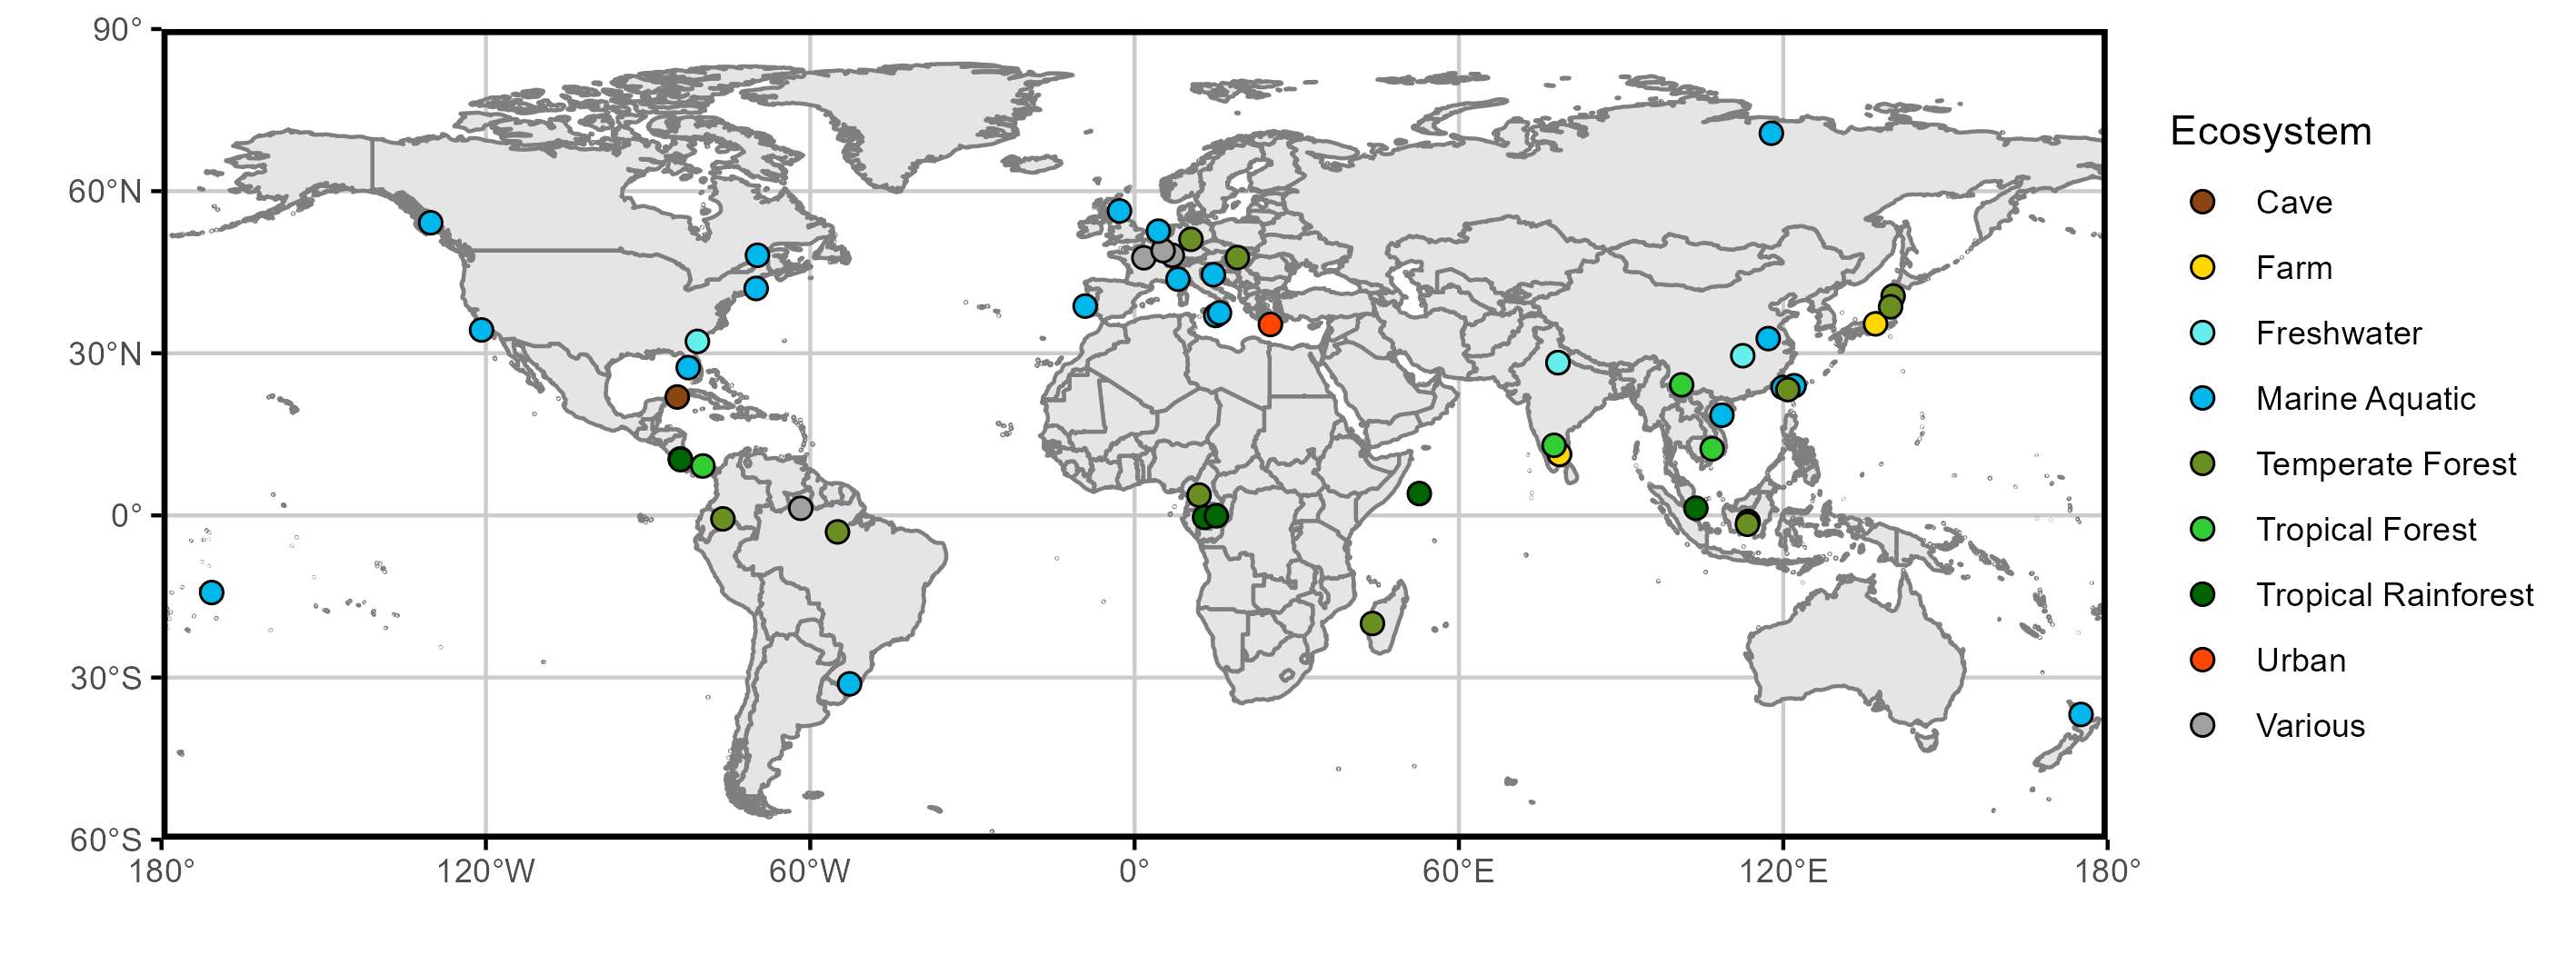 90°
60°N
30°N
0°
30°S
60°S
180°
120°W
60°W
0°
60°E
120°E
180°
Ecosystem
Cave
Farm
Freshwater
Marine Aquatic
Temperate Forest
Tropical Forest
Tropical Rainforest
Urban
Various